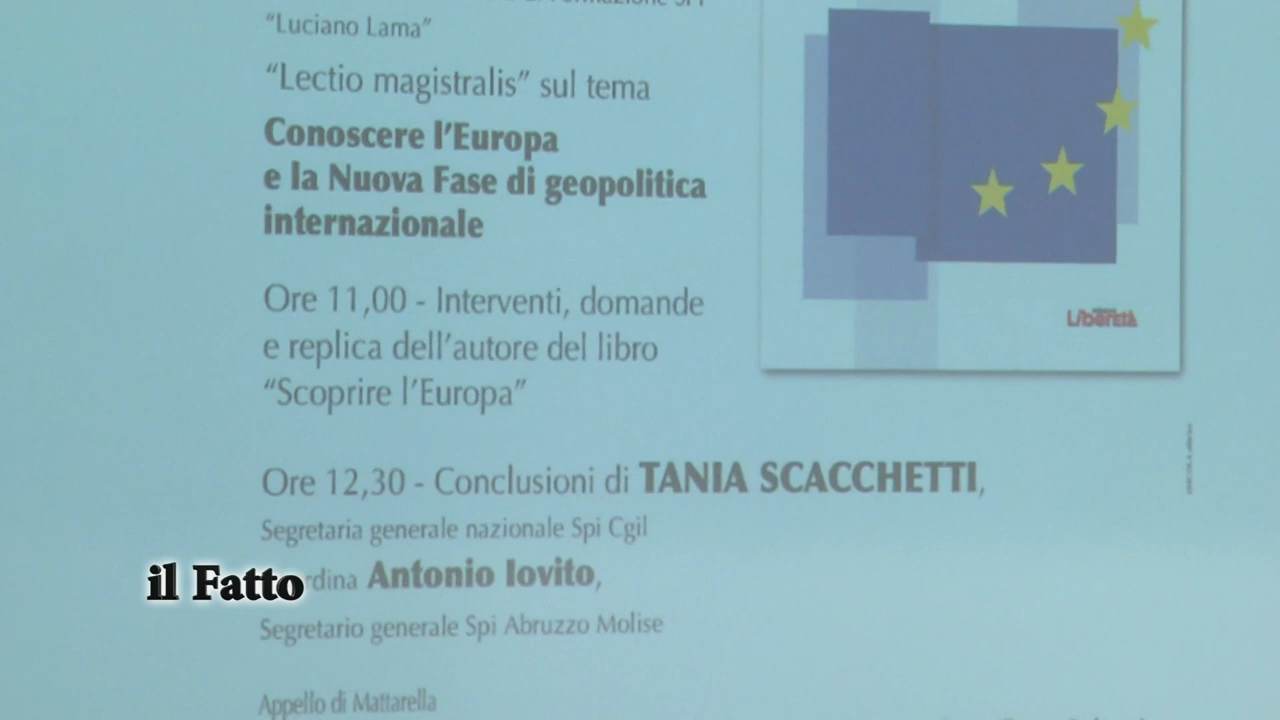 "Luciano Lama"
"Lectio magistralis" sul tema
Conoscere l'Europa
e la Nuova Fase di geopolitica
internazionale
Ore 11,00 - Interventi, domande
e replica dell'autore del libro
"Scoprire l'Europa"
LiberEtà
Ore 12,30 - Conclusioni di TANIA SCACCHETTI,
Segretaria generale nazionale Spi Cgil
il Fatto
rdina Antonio Iovito,
Segretario generale Spi Abruzzo Molise
Appello di Mattarella